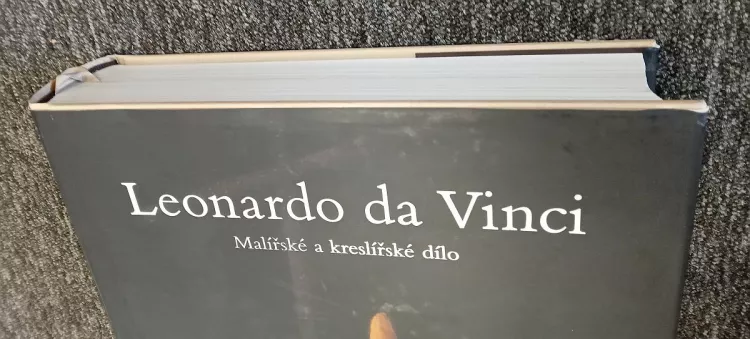 Leonardo da Vinci
Malířské a kreslířské dílo